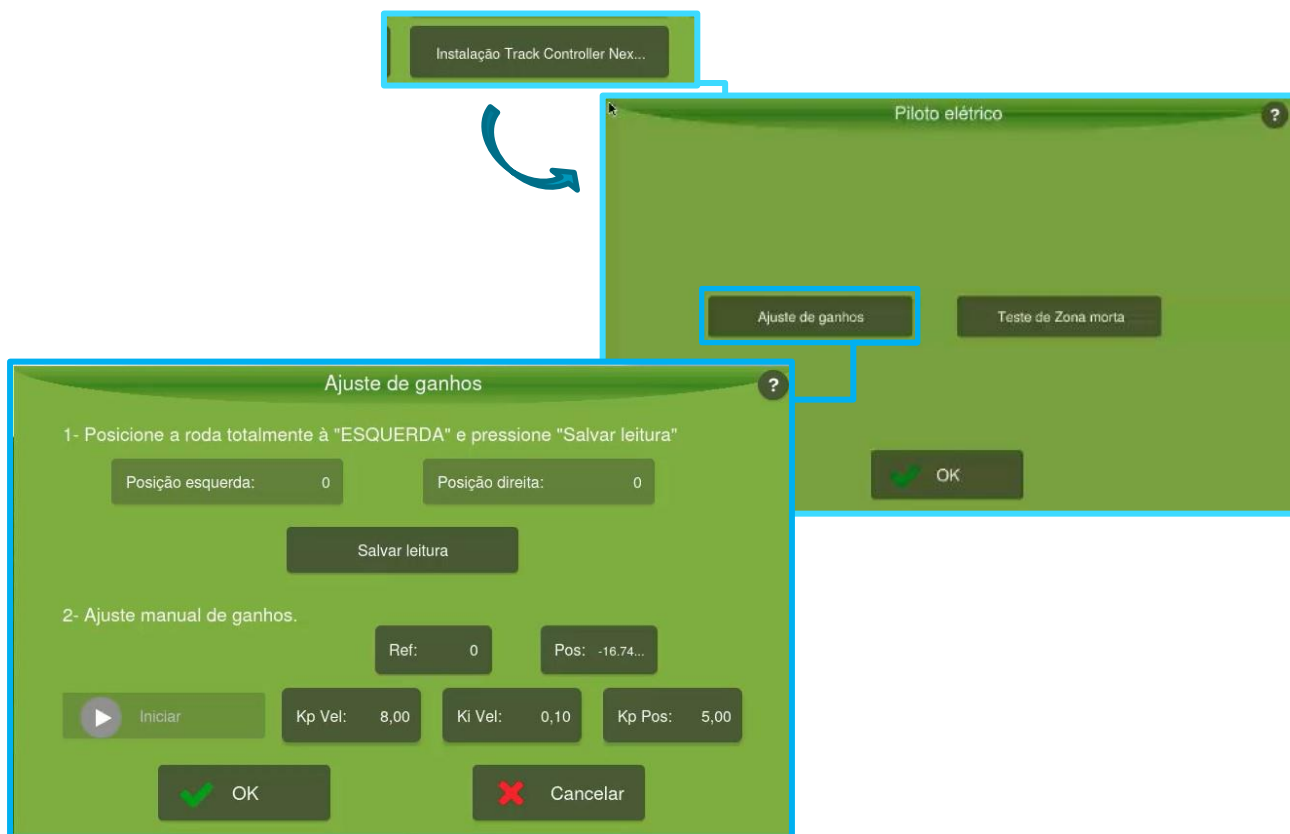 Instalação Track Controller Nex...
Piloto elétrico
?
Ajuste de ganhos
Teste de Zona morta
OK
Ajuste de ganhos
?
1- Posicione a roda totalmente à "ESQUERDA" e pressione "Salvar leitura"
Posição esquerda: 0
Posição direita: 0
Salvar leitura
2- Ajuste manual de ganhos.
Ref: 0
Pos: -16.74...
Iniciar
Kp Vel: 8,00
Ki Vel: 0,10
Kp Pos: 5,00
OK
Cancelar